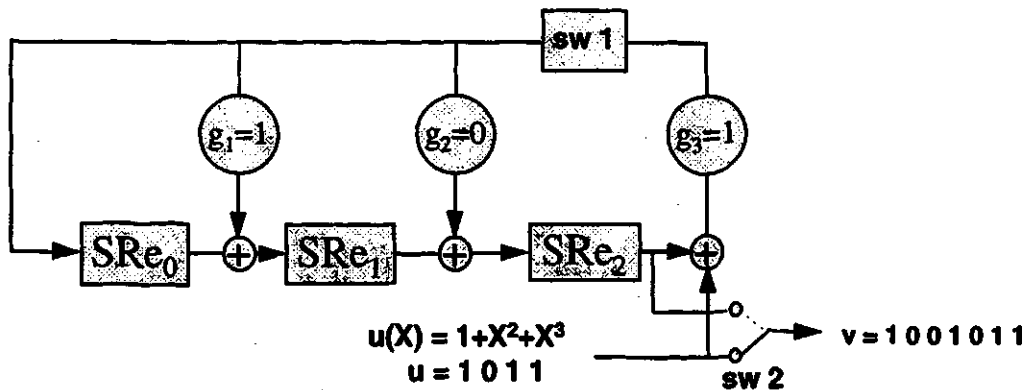 sw 1
g₁=1
g₂=0
g₃=1
SRe₀
SRe₁
SRe₂
u(X) = 1+X²+X³
u = 1 0 1 1
v = 1 0 0 1 0 1 1
sw 2